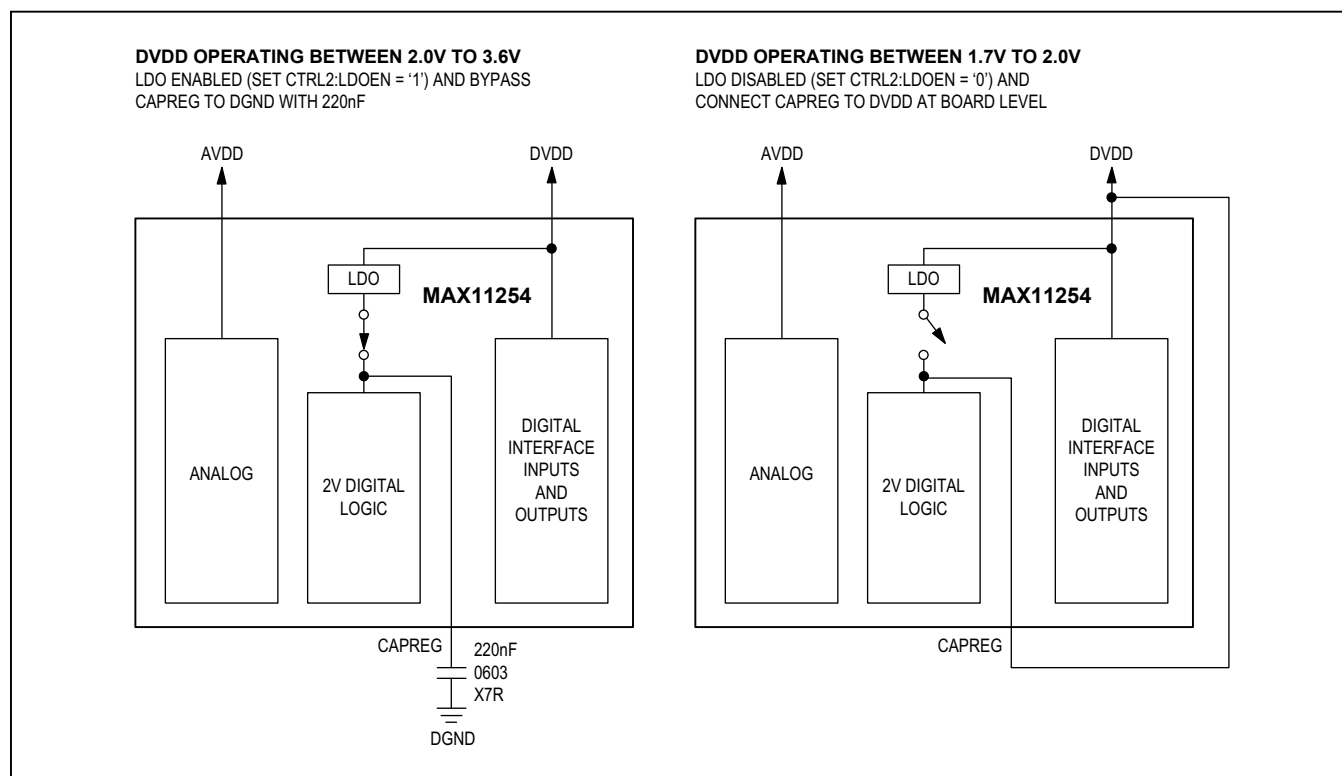 DVDD OPERATING BETWEEN 2.0V TO 3.6V
LDO ENABLED (SET CTRL2:LDOEN = ‘1’) AND BYPASS
CAPREG TO DGND WITH 220nF
AVDD
DVDD
LDO
MAX11254
ANALOG
2V DIGITAL
LOGIC
DIGITAL
INTERFACE
INPUTS
AND
OUTPUTS
CAPREG
220nF
0603
X7R
DGND
DVDD OPERATING BETWEEN 1.7V TO 2.0V
LDO DISABLED (SET CTRL2:LDOEN = ‘0’) AND
CONNECT CAPREG TO DVDD AT BOARD LEVEL
AVDD
DVDD
LDO
MAX11254
ANALOG
2V DIGITAL
LOGIC
DIGITAL
INTERFACE
INPUTS
AND
OUTPUTS
CAPREG